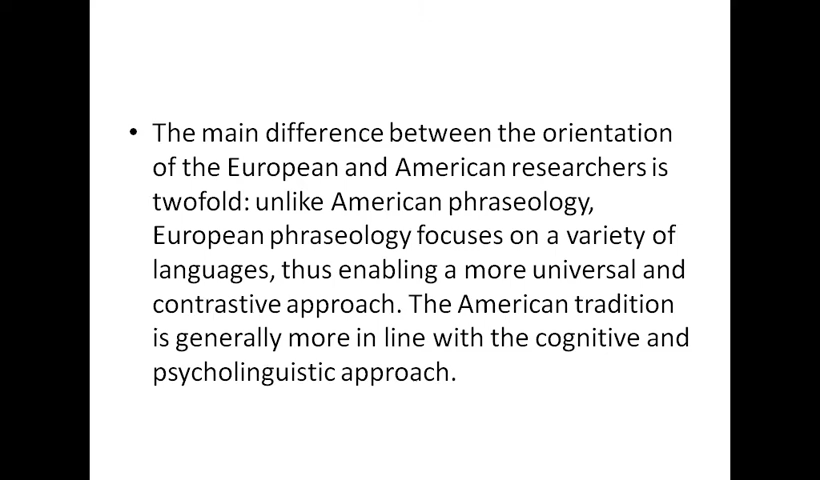 • The main difference between the orientation
of the European and American researchers is
twofold: unlike American phraseology,
European phraseology focuses on a variety of
languages, thus enabling a more universal and
contrastive approach. The American tradition
is generally more in line with the cognitive and
psycholinguistic approach.